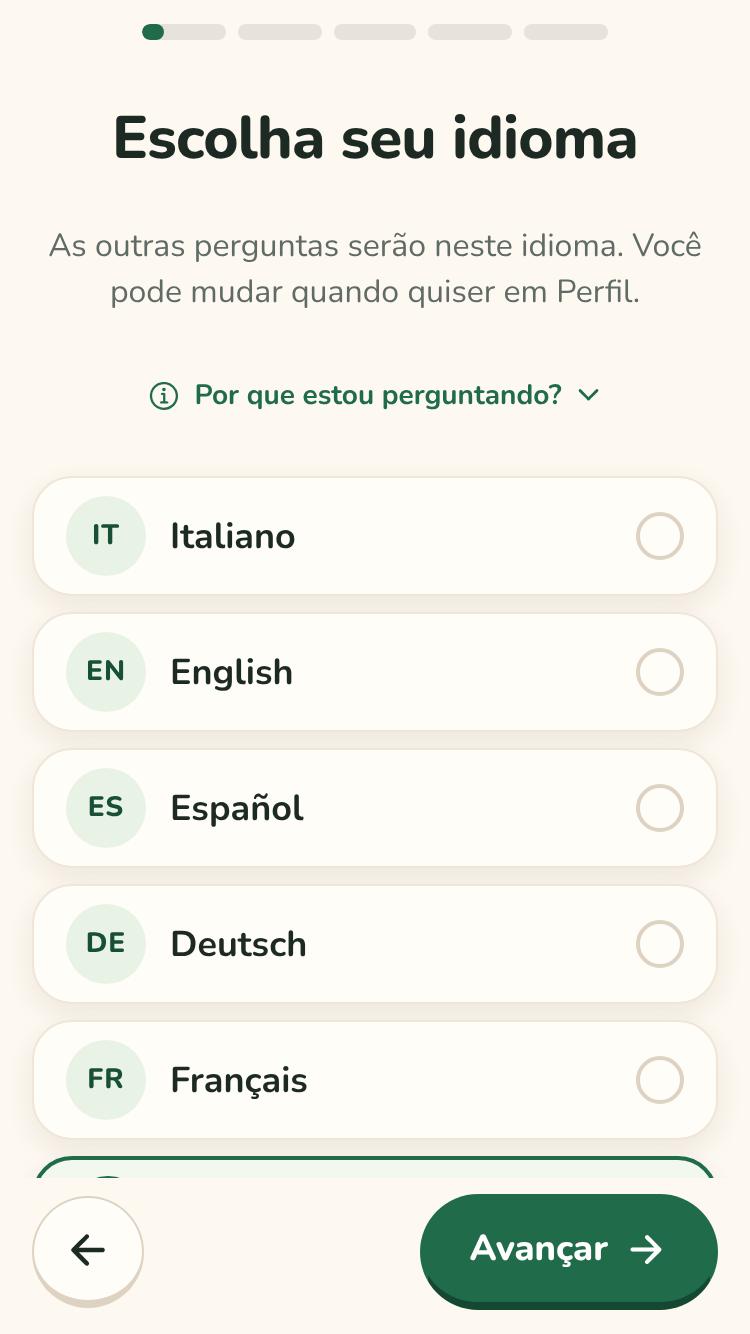 Escolha seu idioma
As outras perguntas serão neste idioma. Você
pode mudar quando quiser em Perfil.
Por que estou perguntando?
IT Italiano
EN English
ES Español
DE Deutsch
FR Français
Avançar